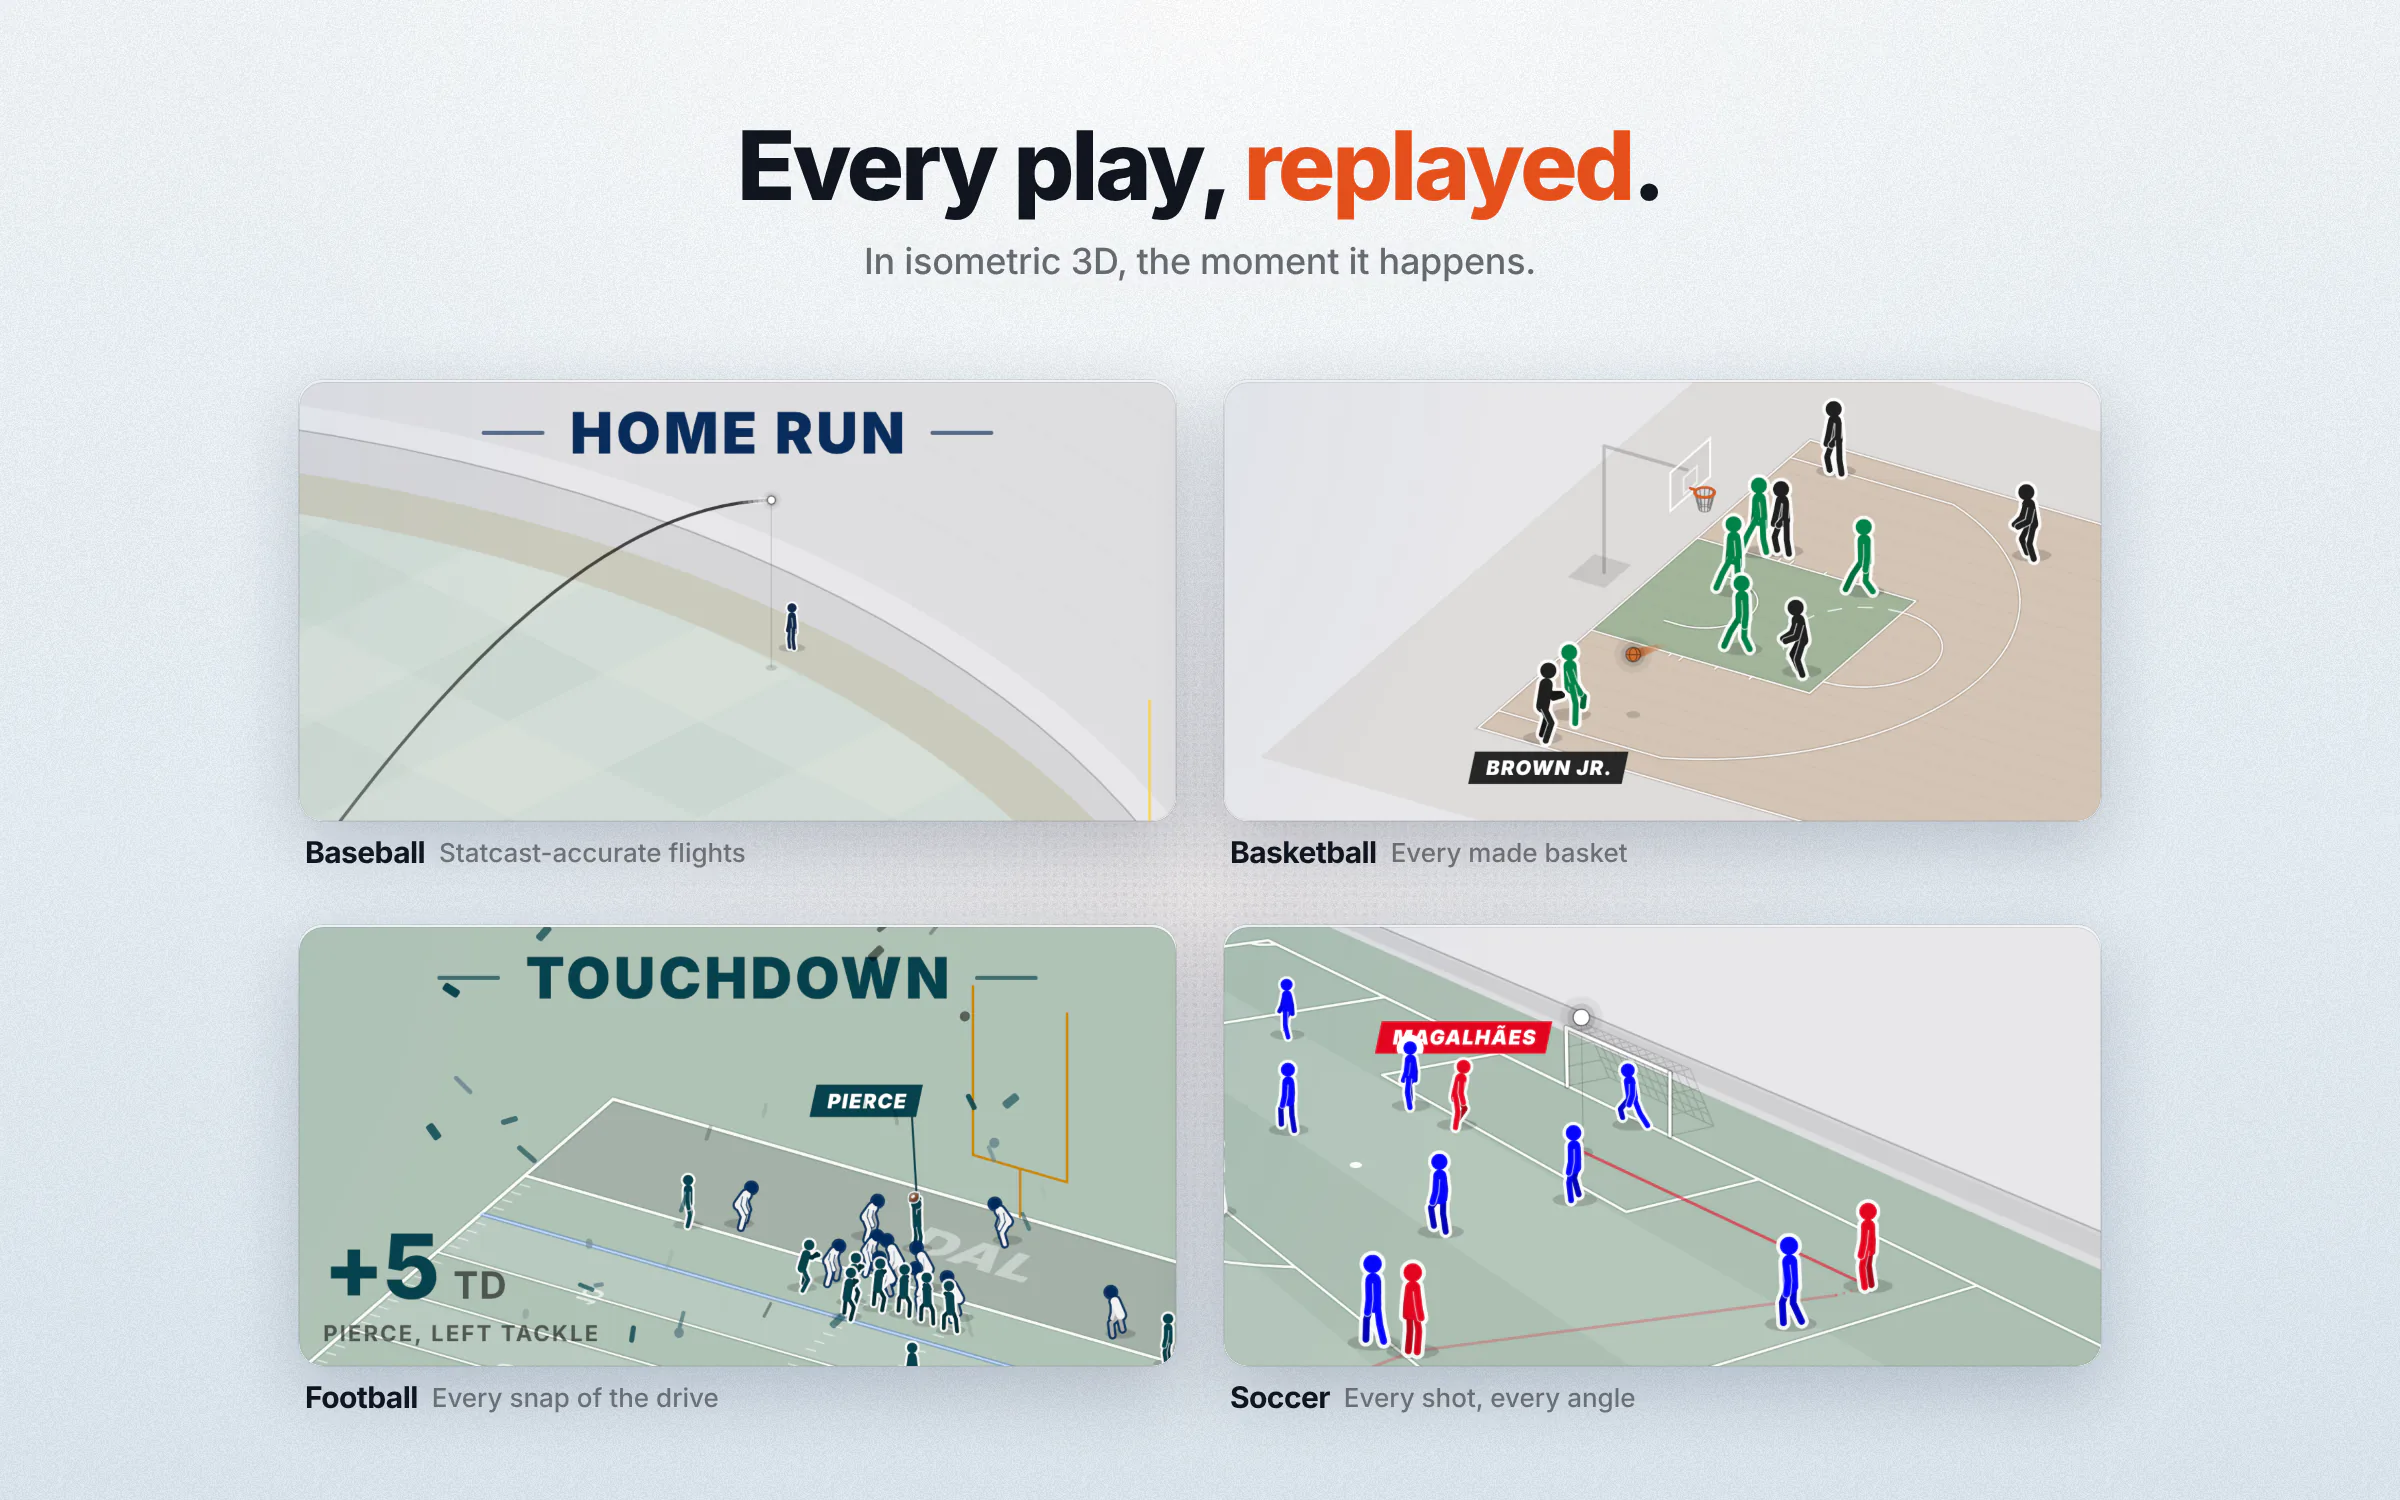 Every play, replayed.
In isometric 3D, the moment it happens.
HOME RUN
Baseball Statcast-accurate flights
BROWN JR.
Basketball Every made basket
TOUCHDOWN
PIERCE
DAL
+5 TD
PIERCE, LEFT TACKLE
Football Every snap of the drive
MAGALHÃES
Soccer Every shot, every angle